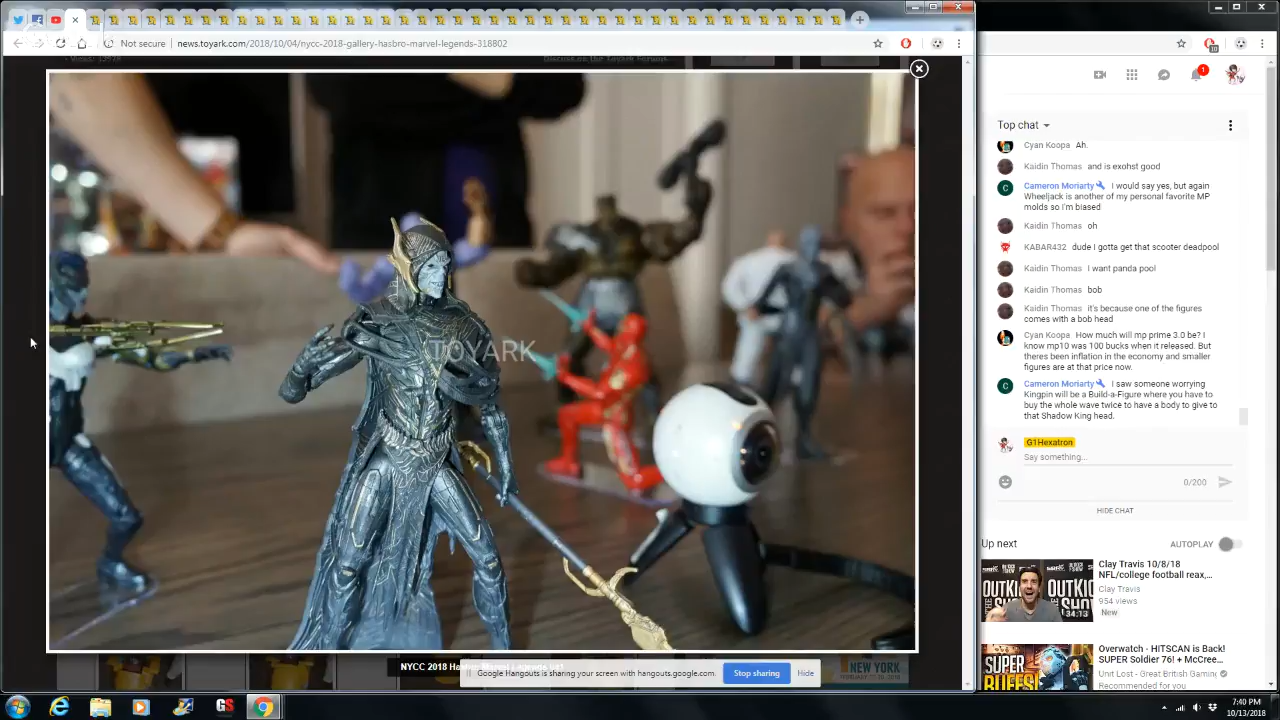 Not secure
news.toyark.com/2018/10/04/nycc-2018-gallery-hasbro-marvel-legends-318802
10
1
TOYARK
NYCC 2018
Google Hangouts is sharing your screen with hangouts.google.com.
Stop sharing
Hide
NEW YORK
Top chat
Cyan Koopa Ah.
Kaidin Thomas and is exohst good
Cameron Moriarty I would say yes, but again
Wheeljack is another of my personal favorite MP
molds so I'm biased
Kaidin Thomas oh
KABAR432 dude I gotta get that scooter deadpool
Kaidin Thomas I want panda pool
Kaidin Thomas bob
Kaidin Thomas it's because one of the figures
comes with a bob head
Cyan Koopa How much will mp prime 3.0 be? I
know mp10 was 100 bucks when it released. But
theres been inflation in the economy and smaller
figures are at that price now.
Cameron Moriarty I saw someone worrying
Kingpin will be a Build-a-Figure where you have to
buy the whole wave twice to have a body to give to
that Shadow King head.
G1Hexatron
Say something...
0/200
HIDE CHAT
Up next
AUTOPLAY
Clay Travis 10/8/18
NFL/college football reax,...
Clay Travis
954 views
New
34:13
Overwatch - HITSCAN is Back!
SUPER Soldier 76! + McCree...
Unit Lost - Great British Gaming
Recommended for you
SUPER
BUFFS!
GS
7:40 PM
10/13/2018